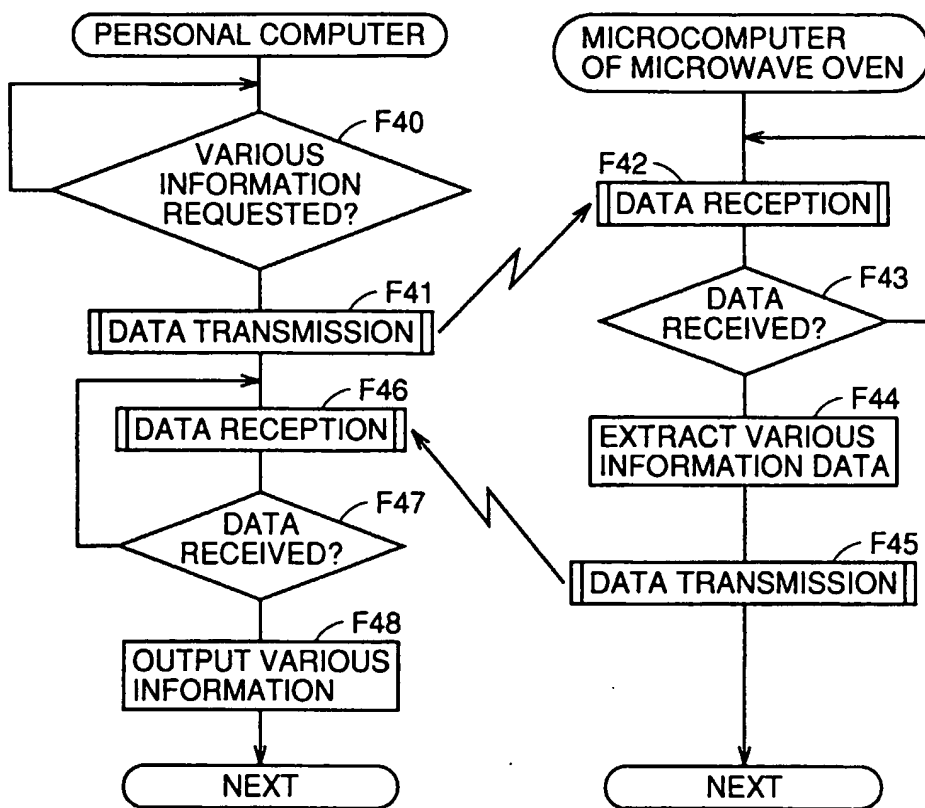 PERSONAL COMPUTER
F40
VARIOUS
INFORMATION
REQUESTED?
F41
DATA TRANSMISSION
F46
DATA RECEPTION
F47
DATA
RECEIVED?
F48
OUTPUT VARIOUS
INFORMATION
NEXT
MICROCOMPUTER
OF MICROWAVE OVEN
F42
DATA RECEPTION
F43
DATA
RECEIVED?
F44
EXTRACT VARIOUS
INFORMATION DATA
F45
DATA TRANSMISSION
NEXT